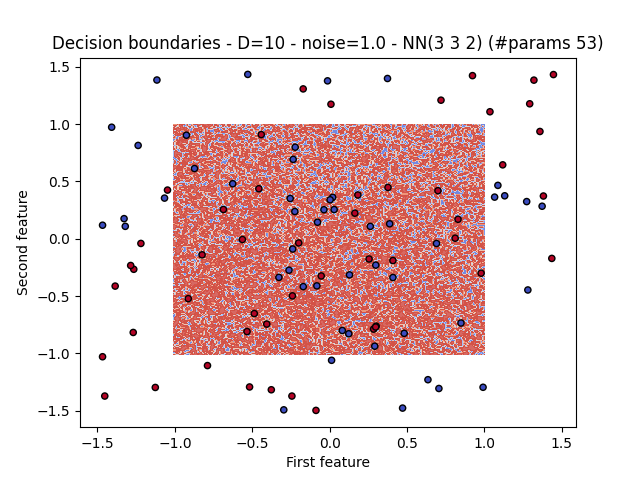 Decision boundaries - D=10 - noise=1.0 - NN(3 3 2) (#params 53)
1.5
1.0
0.5
0.0
−0.5
−1.0
−1.5
Second feature
−1.5 −1.0 −0.5 0.0 0.5 1.0 1.5
First feature